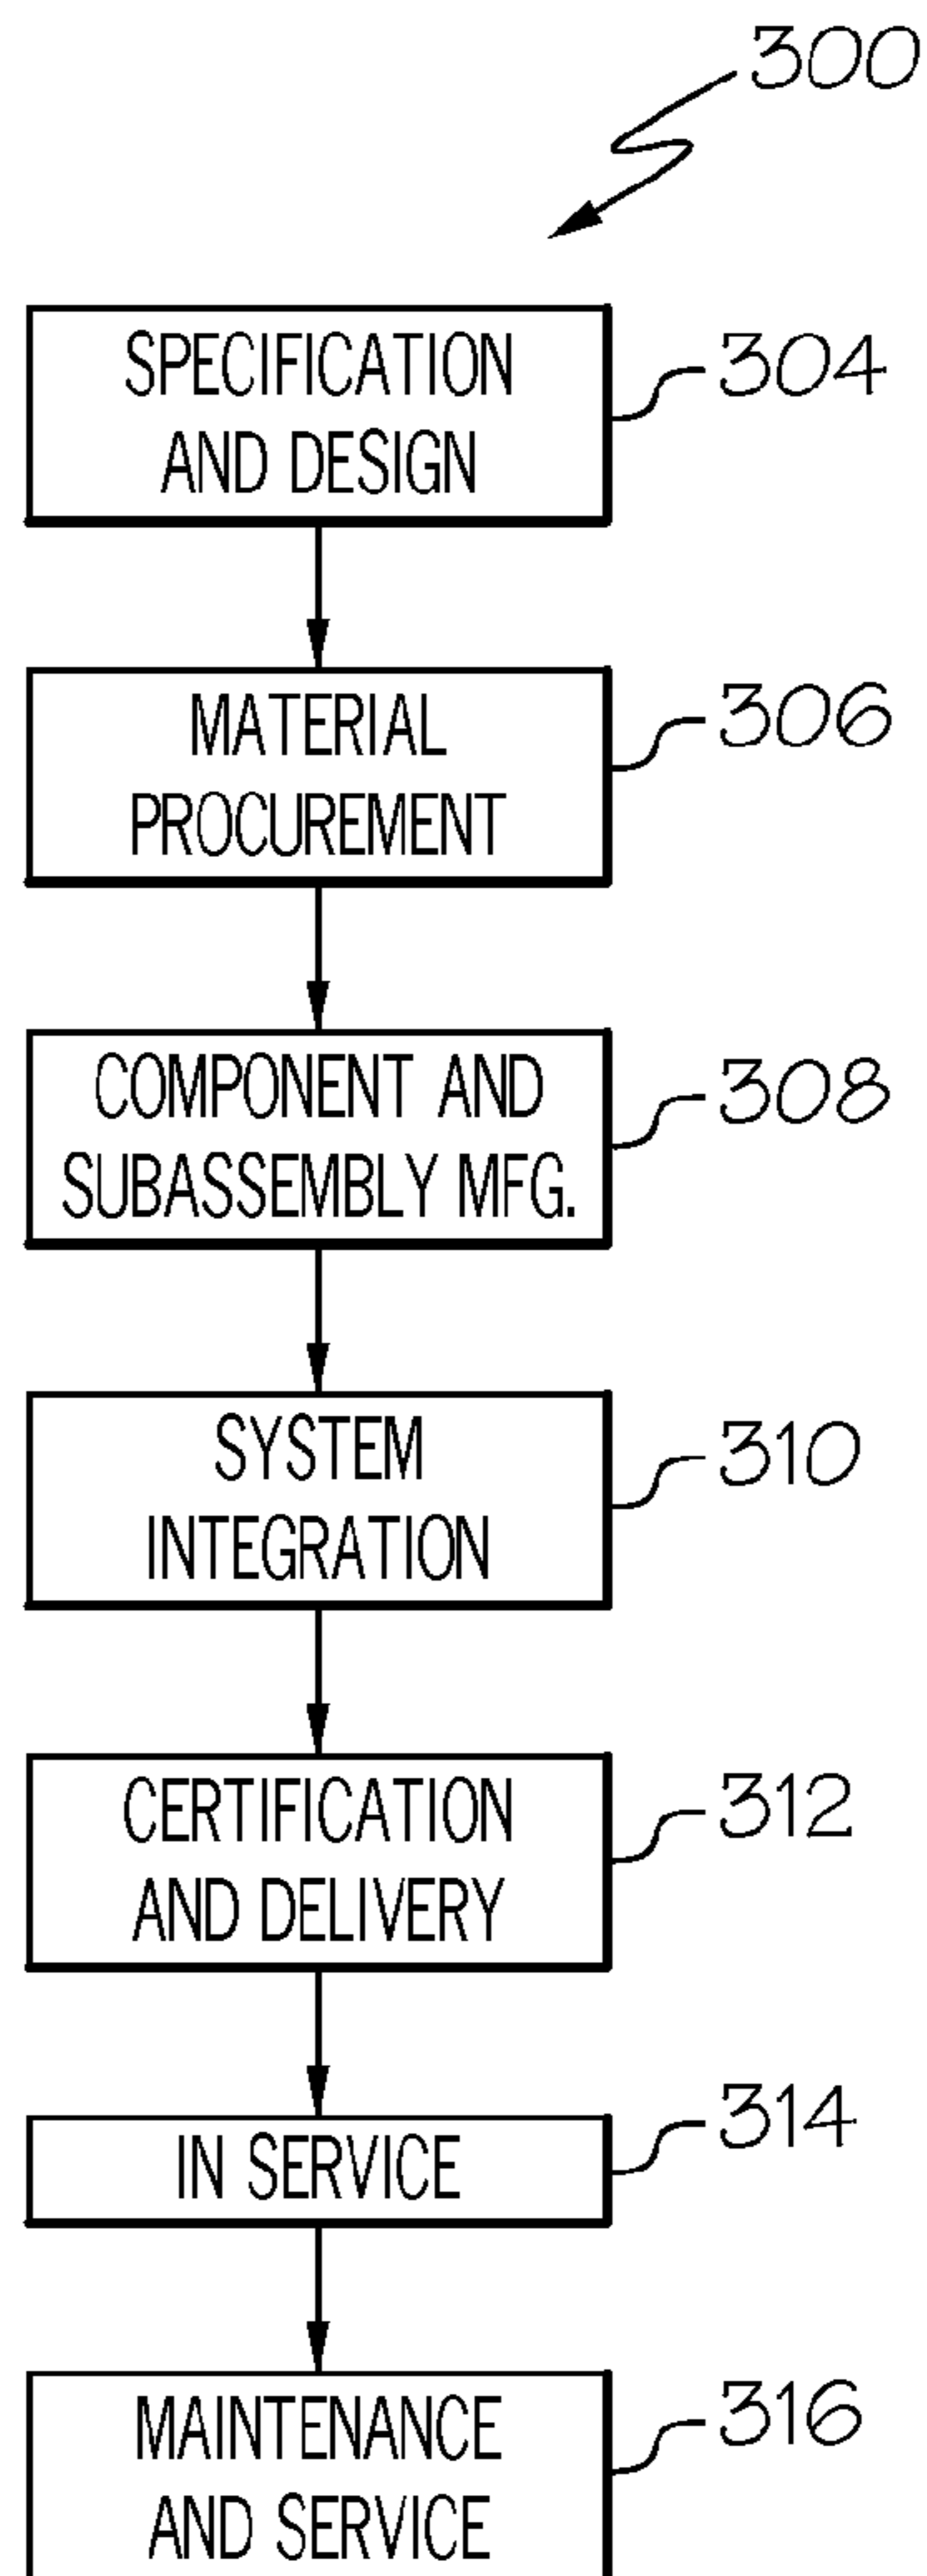 300
SPECIFICATION
AND DESIGN
304
MATERIAL
PROCUREMENT
306
COMPONENT AND
SUBASSEMBLY MFG.
308
SYSTEM
INTEGRATION
310
CERTIFICATION
AND DELIVERY
312
IN SERVICE
314
MAINTENANCE
AND SERVICE
316